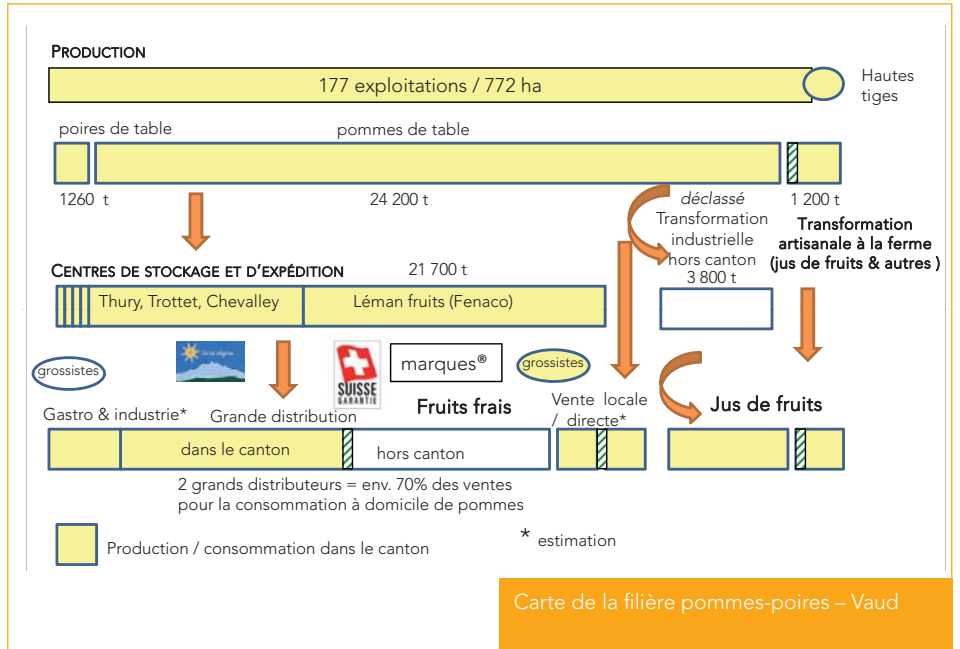 PRODUCTION
177 exploitations / 772 ha
Hautes
tiges
poires de table
pommes de table
1260 t
24 200 t
déclassé
Transformation
industrielle
hors canton
3 800 t
1 200 t
Transformation
artisanale à la ferme
(jus de fruits & autres )
CENTRES DE STOCKAGE ET D'EXPÉDITION
21 700 t
Thury, Trottet, Chevalley
Léman fruits (Fenaco)
grossistes
SUISSE
GARANTIE
marques®
grossistes
Gastro & industrie*
Grande distribution
Fruits frais
Vente locale
/ directe*
Jus de fruits
dans le canton
hors canton
2 grands distributeurs = env. 70% des ventes
pour la consommation à domicile de pommes
Production / consommation dans le canton
* estimation
Carte de la filière pommes-poires – Vaud